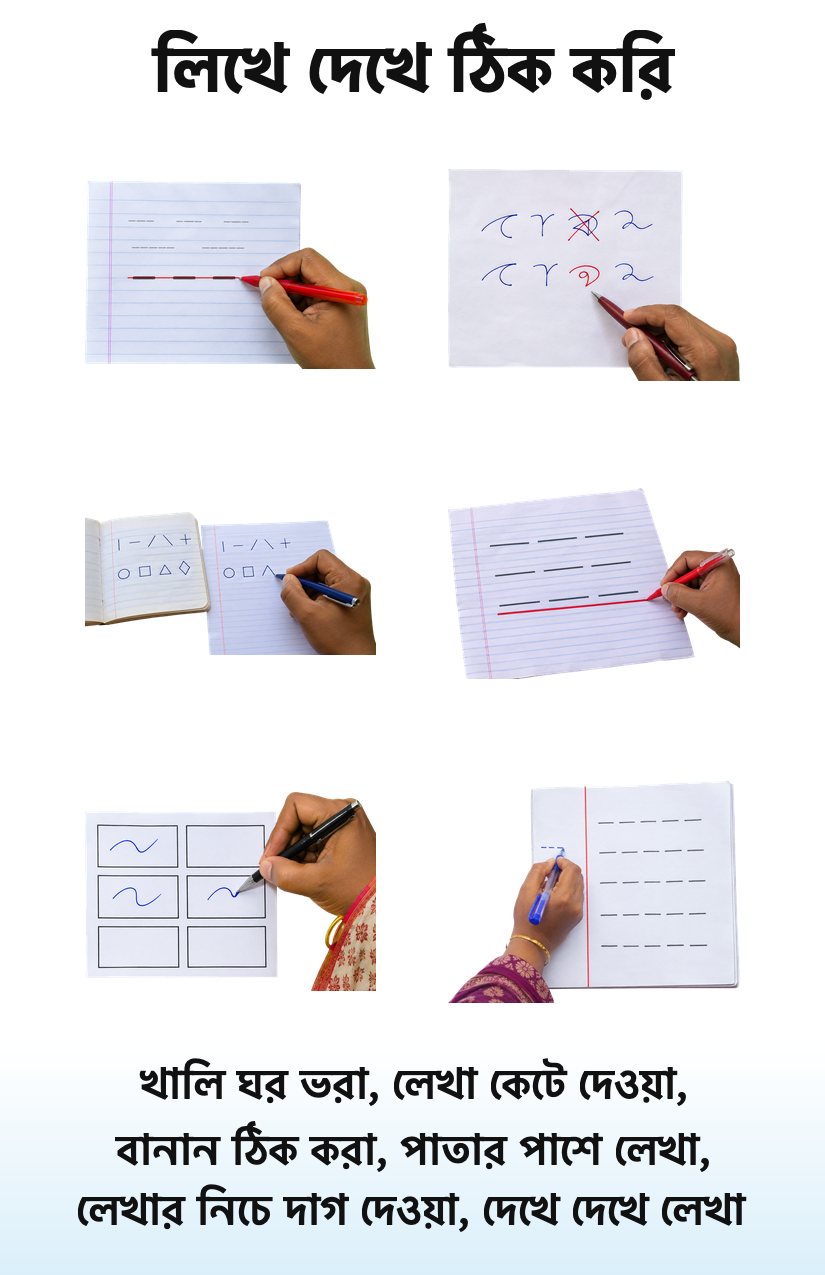 লিখে দেখে ঠিক করি
খালি ঘর ভরা, লেখা কেটে দেওয়া,
বানান ঠিক করা, পাতার পাশে লেখা,
লেখার নিচে দাগ দেওয়া, দেখে দেখে লেখা